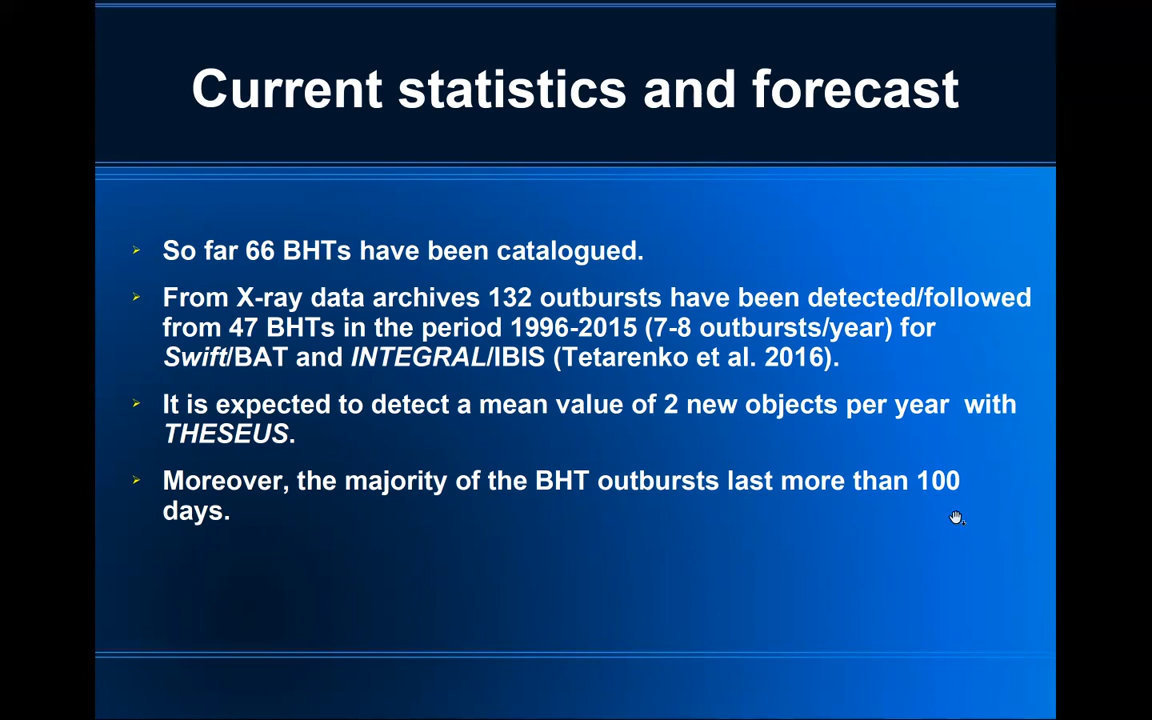 Current statistics and forecast
So far 66 BHTs have been catalogued.
From X-ray data archives 132 outbursts have been detected/followed
from 47 BHTs in the period 1996-2015 (7-8 outbursts/year) for
Swift/BAT and INTEGRAL/IBIS (Tetarenko et al. 2016).
It is expected to detect a mean value of 2 new objects per year  with
THESEUS.
Moreover, the majority of the BHT outbursts last more than 100
days.